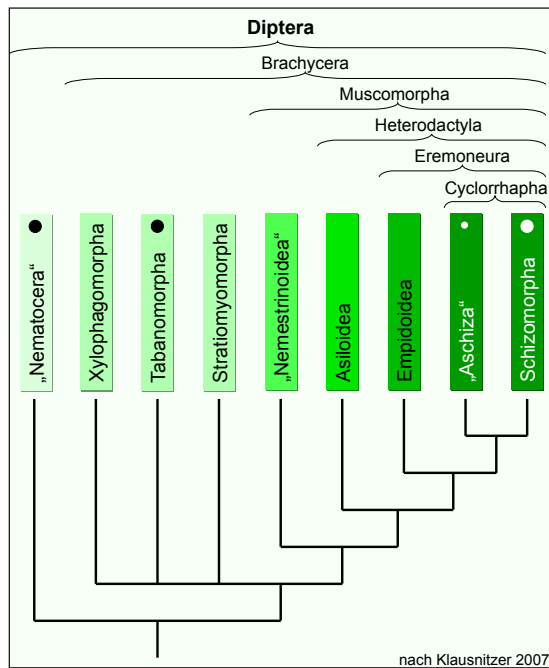 Diptera
Brachycera
Muscomorpha
Heterodactyla
Eremoneura
Cyclorrhapha
„Nematocera“
Xylophagomorpha
Tabanomorpha
Stratiomyomorpha
„Nemestrinoidea“
Asiloidea
Empidoidea
„Aschiza“
Schizomorpha
nach Klausnitzer 2007